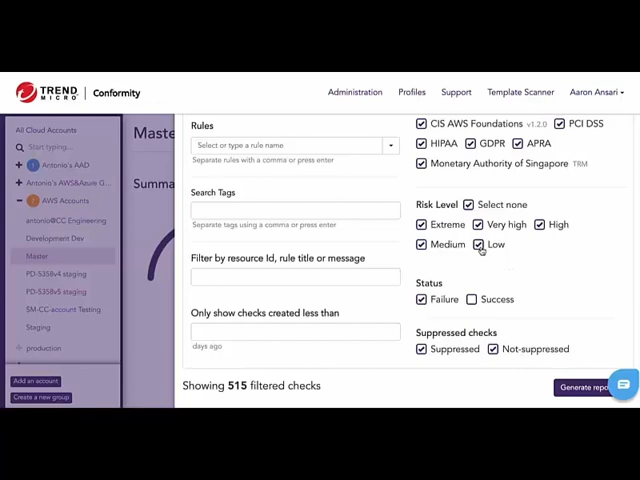 TREND MICRO
Conformity
Administration
Profiles
Support
Template Scanner
Aaron Ansari
All Cloud Accounts
Start typing...
Antonio's AAD
Antonio's AWS&Azure G...
AWS Accounts
antonio@CC Engineering
Development Dev
Master
PD-5358v4 staging
PD-5358v5 staging
SM-CC-account Testing
Staging
production
Add an account
Create a new group
Maste
Summa
Rules
Select or type a rule name
Separate rules with a comma or press enter
Search Tags
Separate tags using a comma or press enter
Filter by resource Id, rule title or message
Only show checks created less than
days ago
CIS AWS Foundations v1.2.0
PCI DSS
HIPAA
GDPR
APRA
Monetary Authority of Singapore TRM
Risk Level
Select none
Extreme
Very high
High
Medium
Low
Status
Failure
Success
Suppressed checks
Suppressed
Not-suppressed
Showing 515 filtered checks
Generate repo